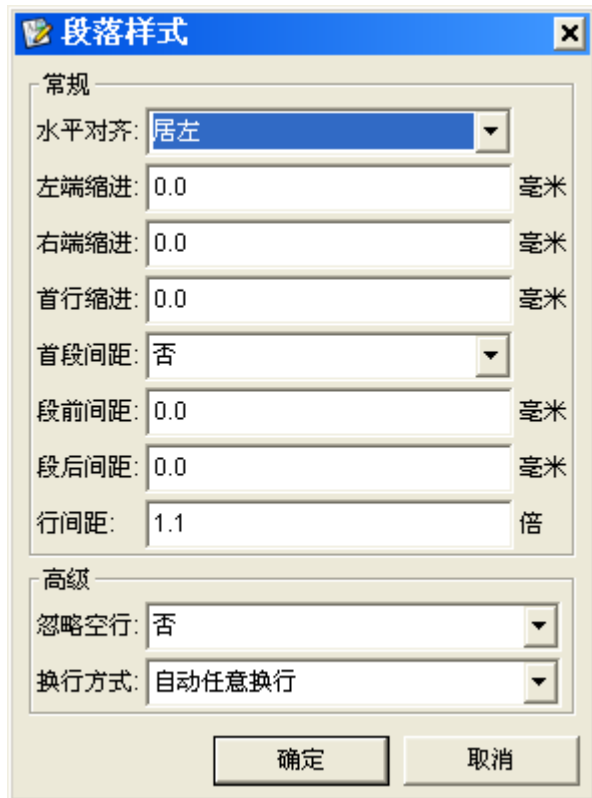 段落样式
常规
水平对齐: 居左
左端缩进: 0.0 毫米
右端缩进: 0.0 毫米
首行缩进: 0.0 毫米
首段间距: 否
段前间距: 0.0 毫米
段后间距: 0.0 毫米
行间距: 1.1 倍
高级
忽略空行: 否
换行方式: 自动任意换行
确定 取消